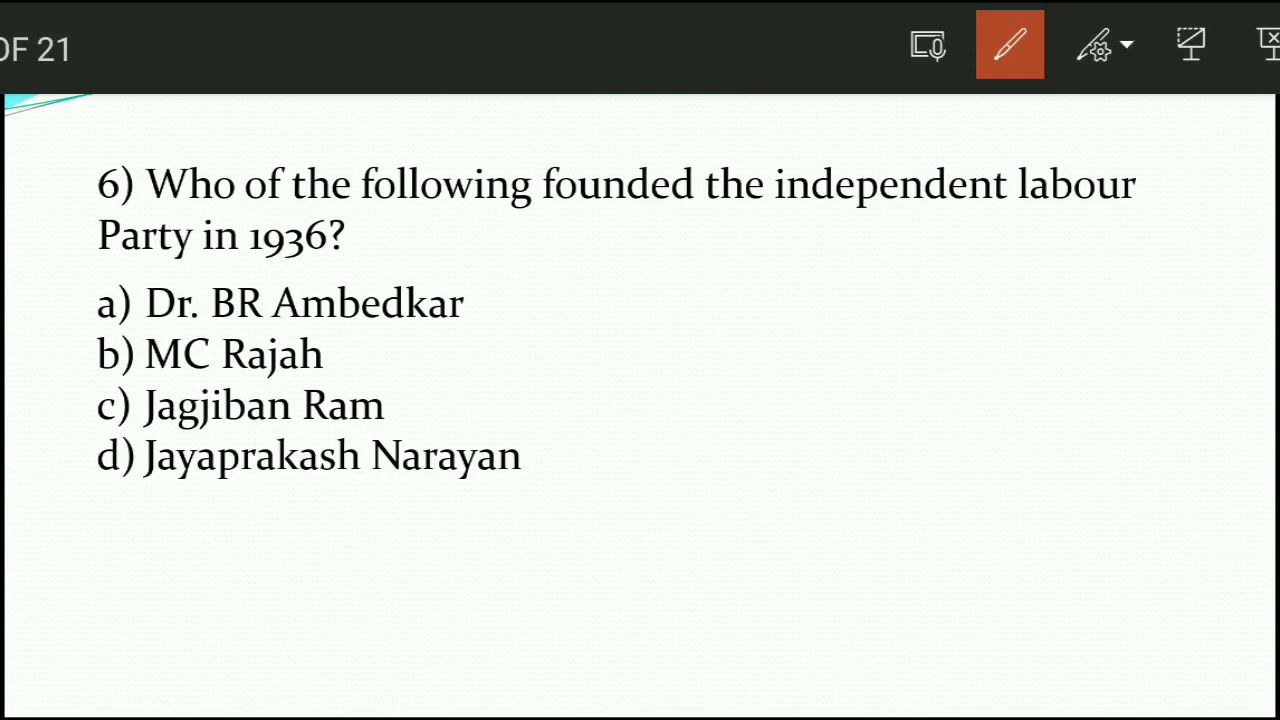 OF 21
6) Who of the following founded the independent labour
Party in 1936?
a) Dr. BR Ambedkar
b) MC Rajah
c) Jagjiban Ram
d) Jayaprakash Narayan